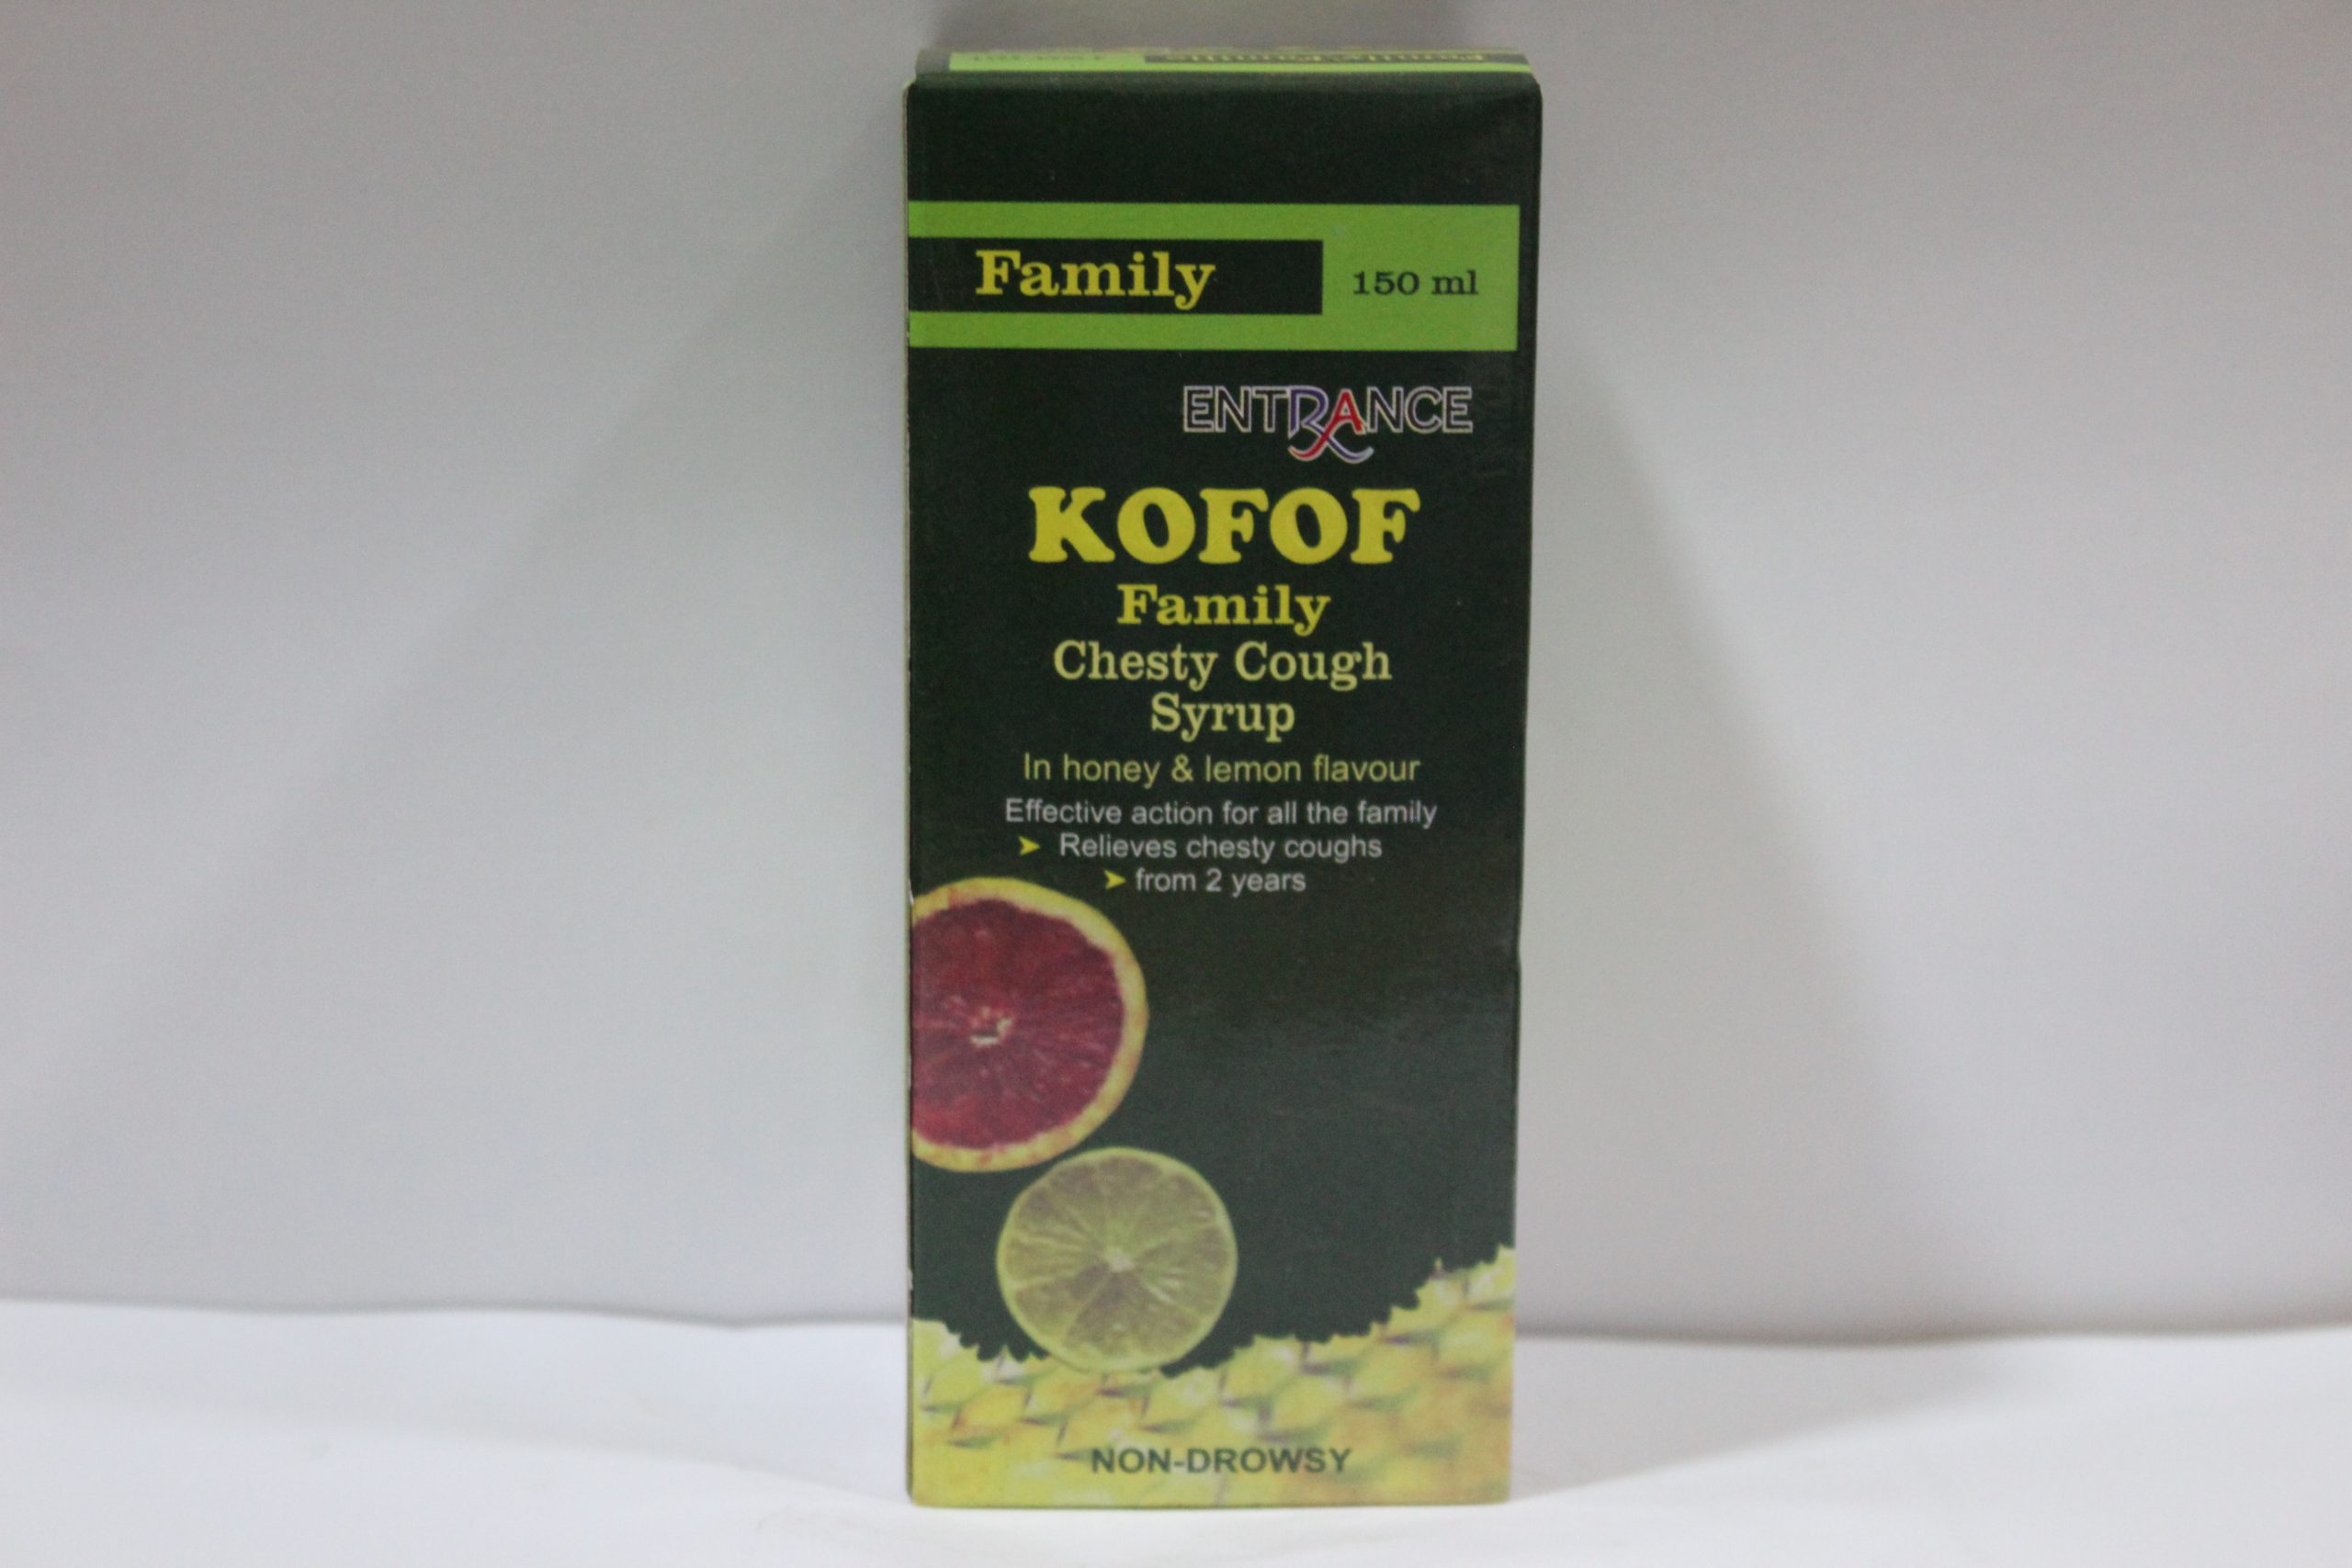 Family
150 ml
ENTRANCE
KOFOF
Family
Chesty Cough
Syrup
In honey & lemon flavour
Effective action for all the family
➤ Relieves chesty coughs
➤ from 2 years
NON-DROWSY